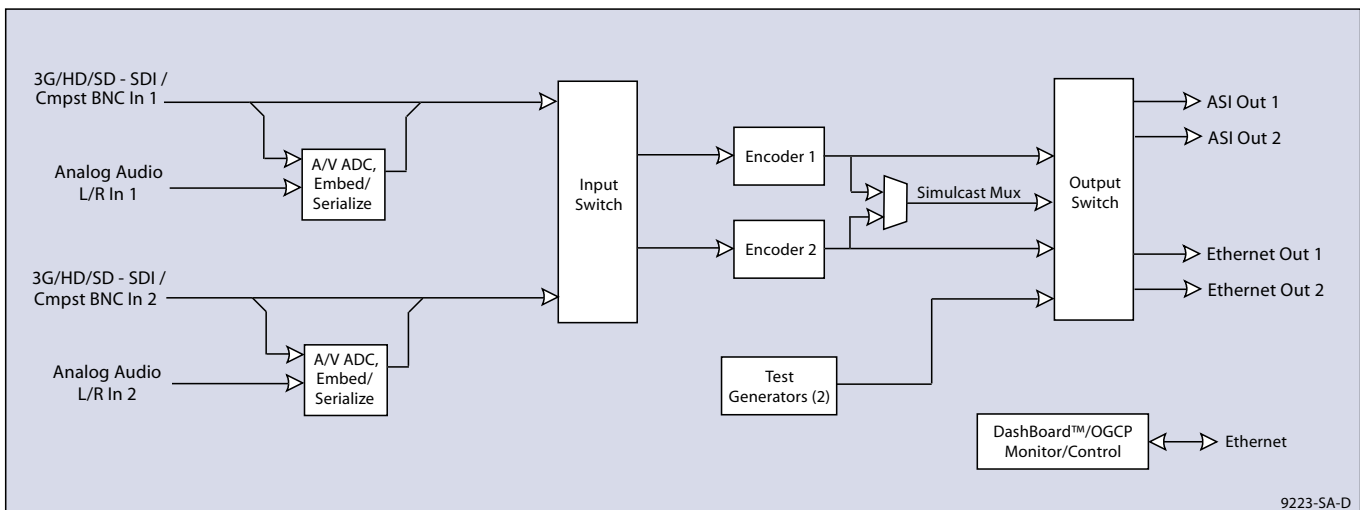 3G/HD/SD - SDI /
Cmpst BNC In 1
Analog Audio
L/R In 1
A/V ADC,
Embed/
Serialize
3G/HD/SD - SDI /
Cmpst BNC In 2
Analog Audio
L/R In 2
A/V ADC,
Embed/
Serialize
Input
Switch
Encoder 1
Encoder 2
Simulcast Mux
Test
Generators (2)
Output
Switch
ASI Out 1
ASI Out 2
Ethernet Out 1
Ethernet Out 2
DashBoard™/OGCP
Monitor/Control
Ethernet
9223-SA-D